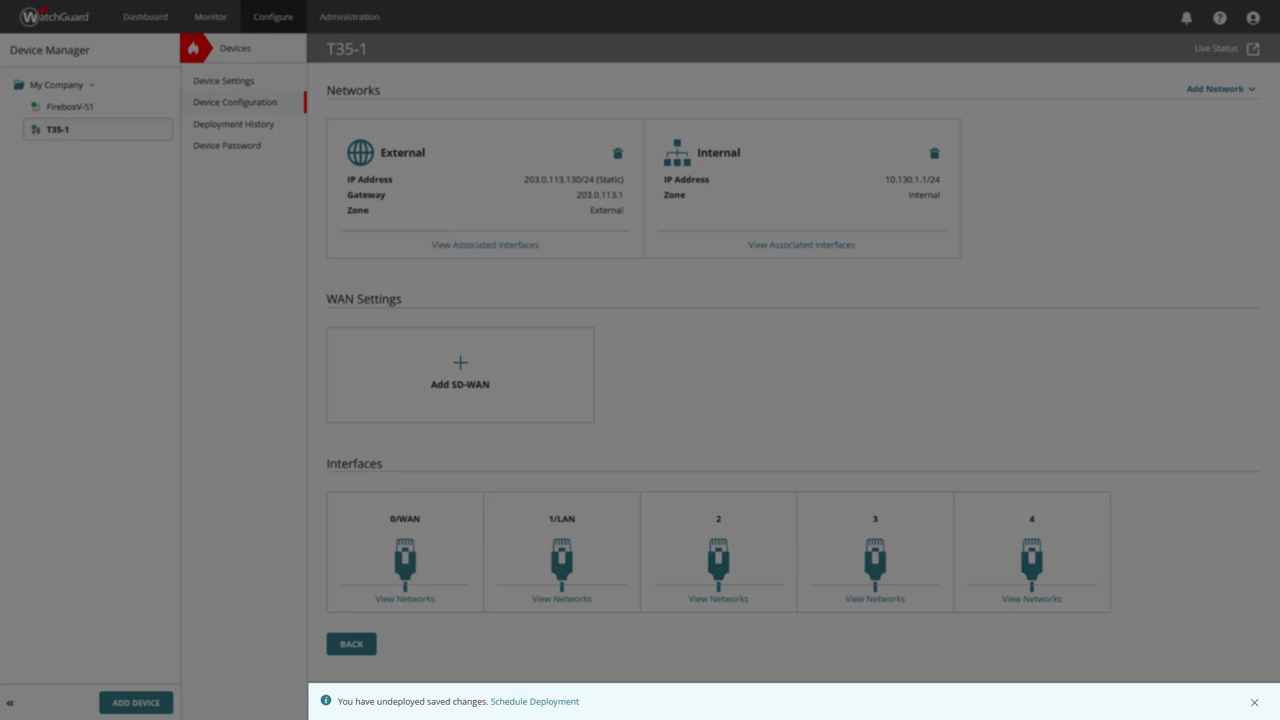 WatchGuard
Dashboard
Monitor
Configure
Administration
Device Manager
Devices
T35-1
Live Status
My Company
FireboxV-S1
T35-1
Device Settings
Device Configuration
Deployment History
Device Password
Networks
Add Network
External
IP Address 203.0.113.130/24 (Static)
Gateway 203.0.113.1
Zone External
View Associated Interfaces
Internal
IP Address 10.130.1.1/24
Zone Internal
View Associated Interfaces
WAN Settings
Add SD-WAN
Interfaces
0/WAN
View Networks
1/LAN
View Networks
2
View Networks
3
View Networks
4
View Networks
BACK
ADD DEVICE
You have undeployed saved changes. Schedule Deployment